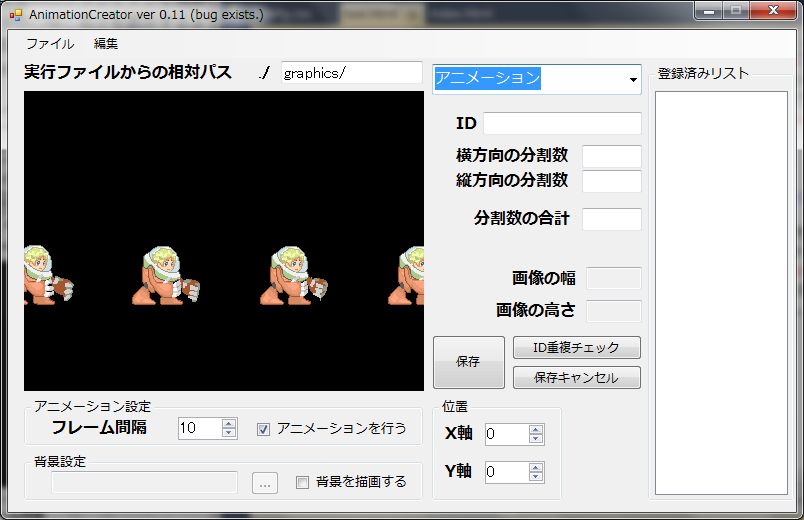 AnimationCreator ver 0.11 (bug exists.)
ファイル 編集
実行ファイルからの相対パス ./ graphics/
アニメーション
登録済みリスト
ID
横方向の分割数
縦方向の分割数
分割数の合計
画像の幅
画像の高さ
保存
ID重複チェック
保存キャンセル
アニメーション設定
フレーム間隔 10 アニメーションを行う
背景設定
... 背景を描画する
位置
X軸 0
Y軸 0